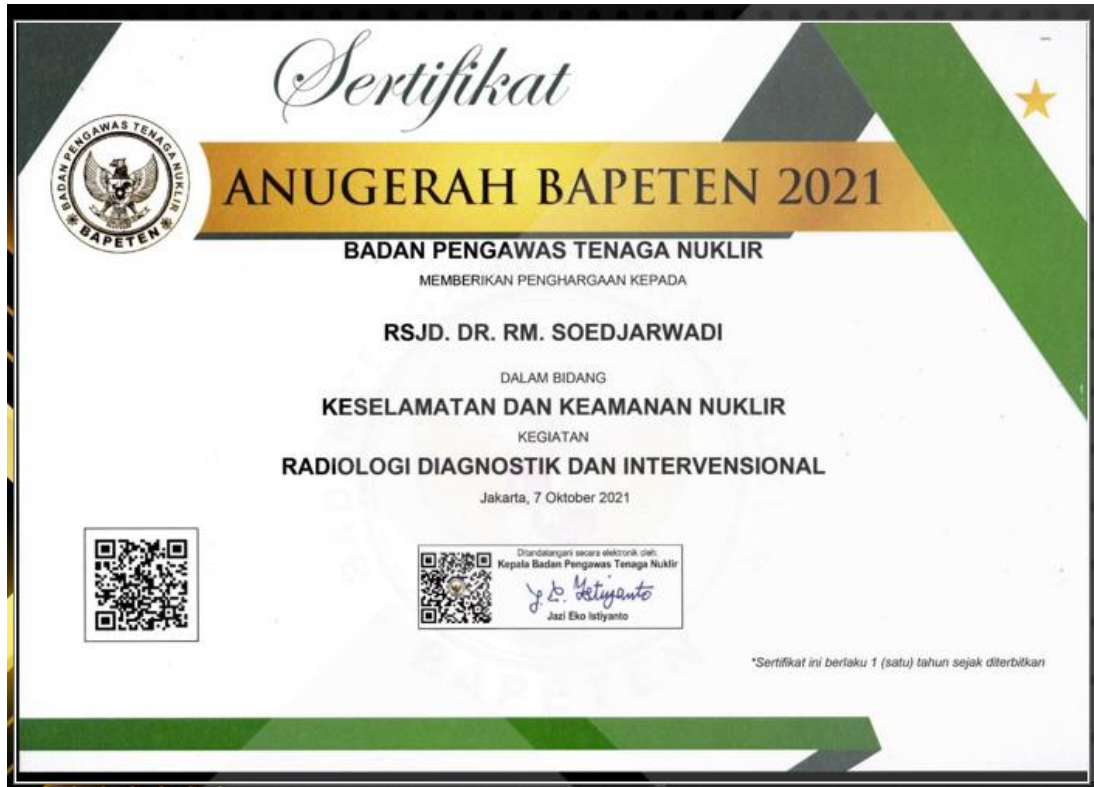 Sertifikat
ANUGERAH BAPETEN 2021
BADAN PENGAWAS TENAGA NUKLIR
BAPETEN
BADAN PENGAWAS TENAGA NUKLIR
MEMBERIKAN PENGHARGAAN KEPADA
RSJD. DR. RM. SOEDJARWADI
DALAM BIDANG
KESELAMATAN DAN KEAMANAN NUKLIR
KEGIATAN
RADIOLOGI DIAGNOSTIK DAN INTERVENSIONAL
Jakarta, 7 Oktober 2021
Ditandatangani secara elektronik oleh:
Kepala Badan Pengawas Tenaga Nuklir
J. E. Istiyanto
Jazi Eko Istiyanto
*Sertifikat ini berlaku 1 (satu) tahun sejak diterbitkan
BAPETEN